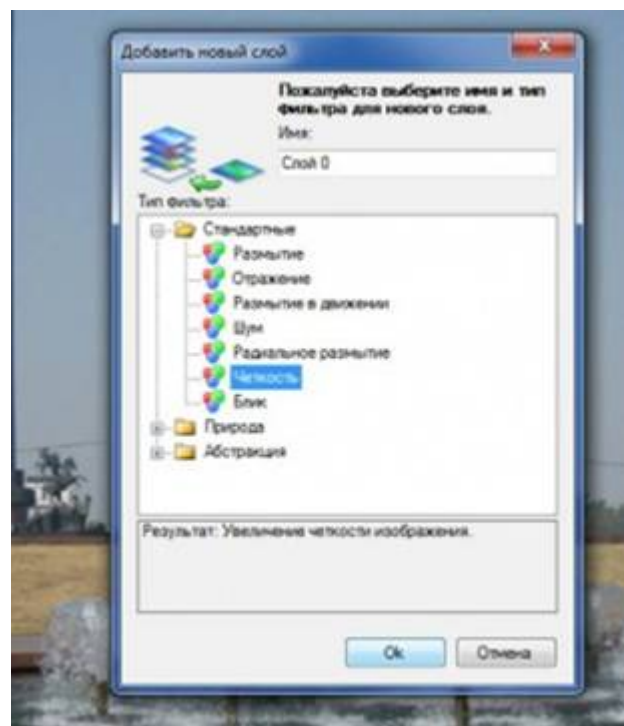 Добавить новый слой
Пожалуйста выберите имя и тип
фильтра для нового слоя.
Имя:
Слой 0
Тип фильтра:
Стандартные
Размытие
Отражение
Размытие в движении
Шум
Радиальное размытие
Четкость
Блик
Природа
Абстракция
Результат: Увеличение четкости изображения.
Ok
Отмена